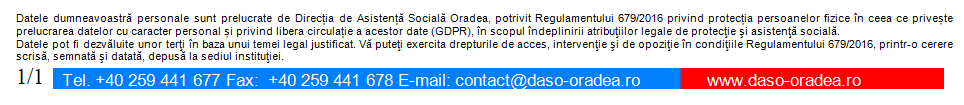 Datele dumneavoastră personale sunt prelucrate de Direcția de Asistență Socială Oradea, potrivit Regulamentului 679/2016 privind protecția persoanelor fizice în ceea ce privește
prelucrarea datelor cu caracter personal și privind libera circulație a acestor date (GDPR), în scopul îndeplinirii atribuțiilor legale de protecție și asistență socială.
Datele pot fi dezvăluite unor terți în baza unui temei legal justificat. Vă puteți exercita drepturile de acces, intervenție și de opoziție în condițiile Regulamentului 679/2016, printr-o cerere
scrisă, semnată și datată, depusă la sediul instituției.
1/1 Tel. +40 259 441 677 Fax: +40 259 441 678 E-mail: contact@daso-oradea.ro www.daso-oradea.ro